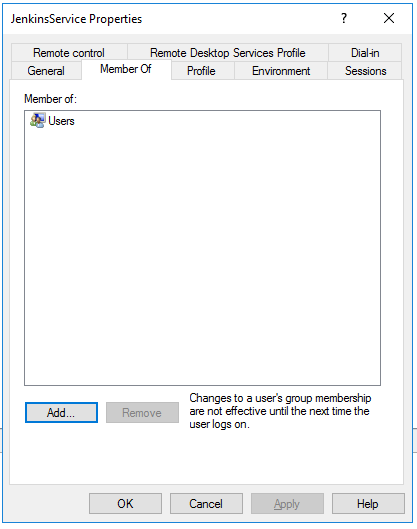 JenkinsService Properties
?
Remote control
Remote Desktop Services Profile
Dial-in
General
Member Of
Profile
Environment
Sessions
Member of:
Users
Add...
Remove
Changes to a user's group membership
are not effective until the next time the
user logs on.
OK
Cancel
Apply
Help